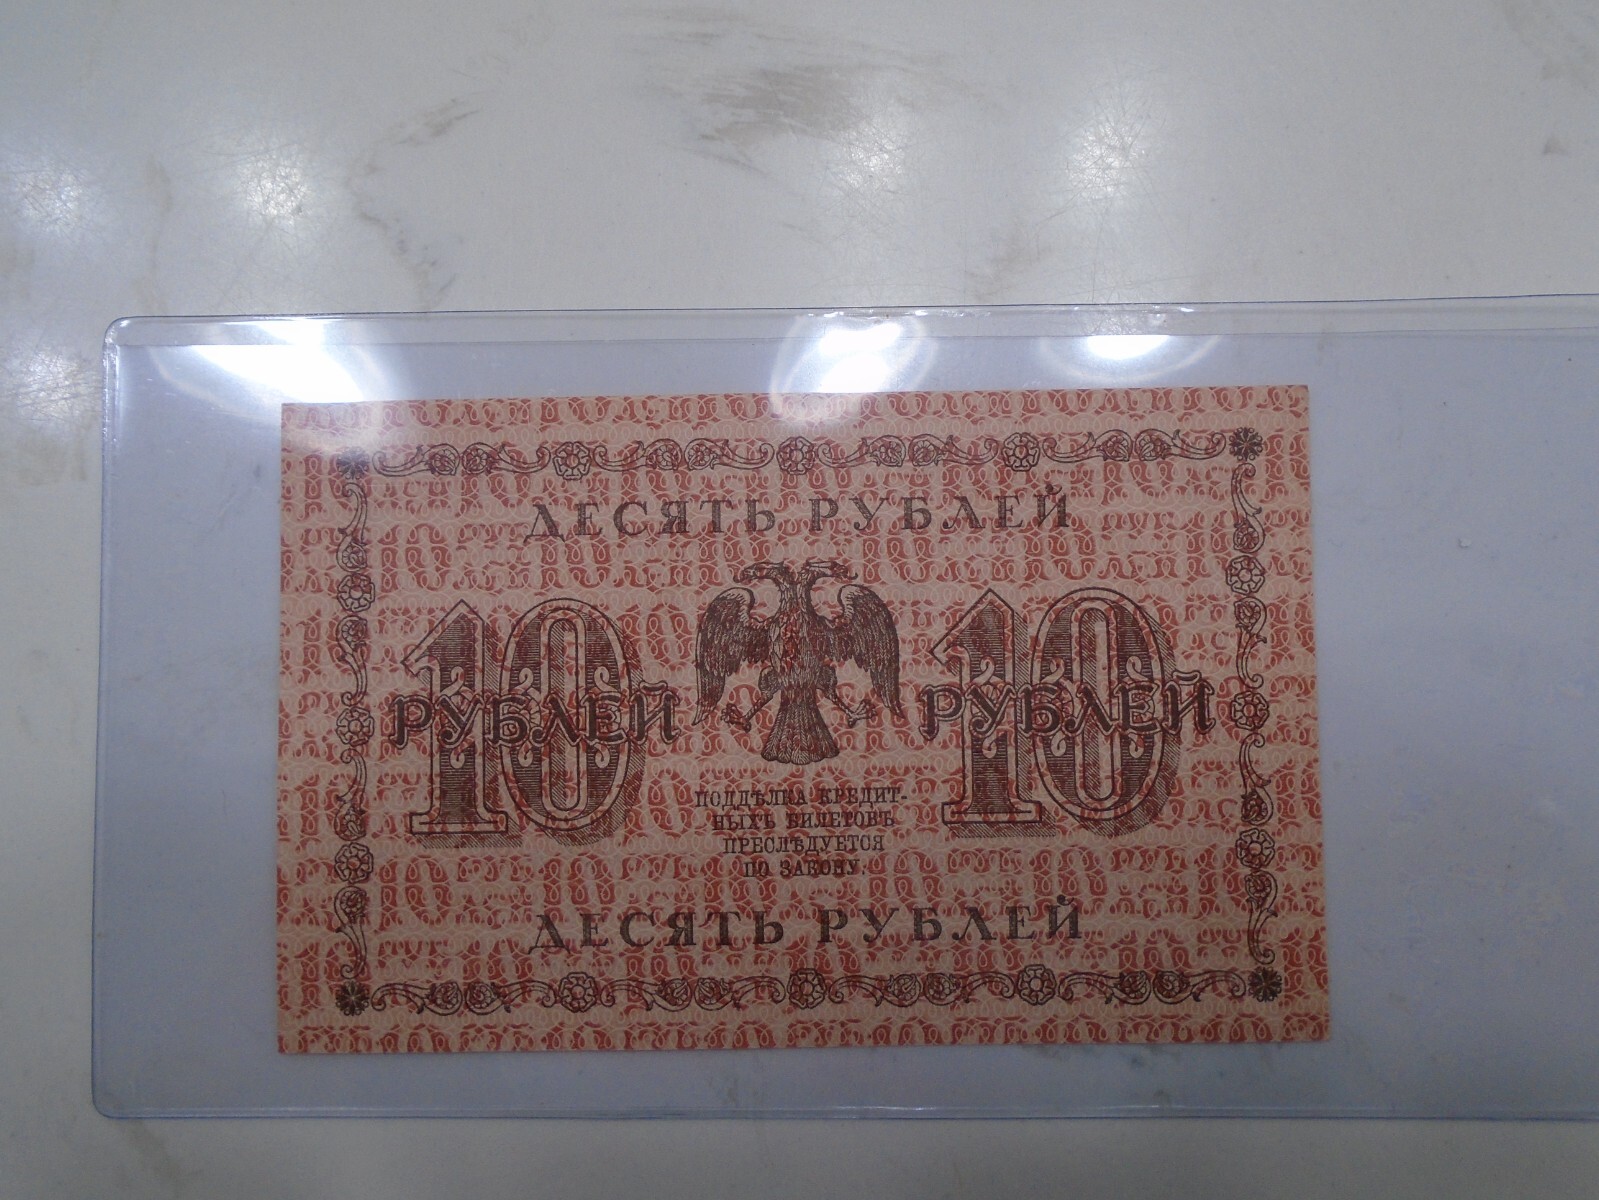 ДЕСЯТЬ РУБЛЕЙ
10 10
РУБЛЕЙ РУБЛЕЙ
ПОДДѢЛКА КРЕДИТ-
НЫХЪ БИЛЕТОВЪ
ПРЕСЛѢДУЕТСЯ
ПО ЗАКОНУ.
ДЕСЯТЬ РУБЛЕЙ